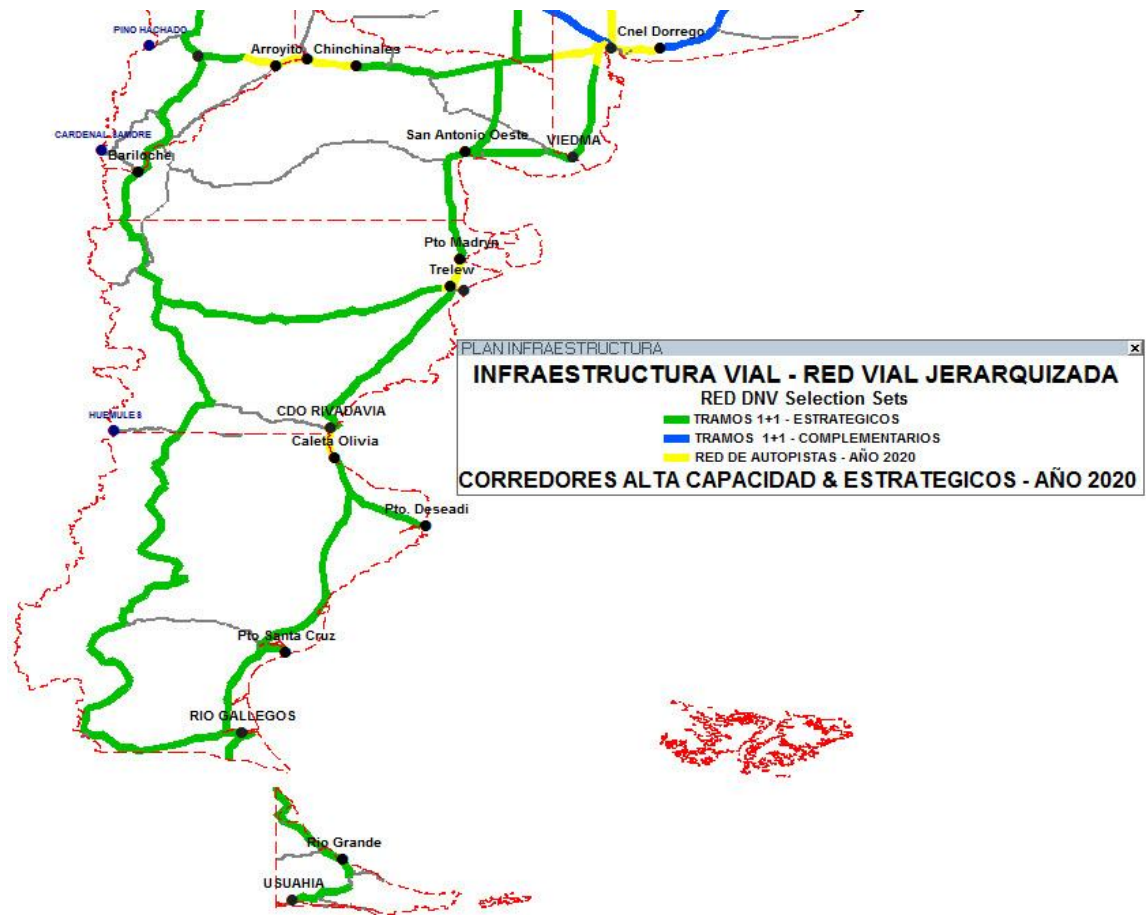 PINO HACHADO
Cnel Dorrego
Arroyito Chinchinales
CARDENAL SAMORE
Bariloche
San Antonio Oeste
VIEDMA
Pto Madryn
Trelew
PLAN INFRAESTRUCTURA
INFRAESTRUCTURA VIAL - RED VIAL JERARQUIZADA
RED DNV Selection Sets
TRAMOS 1+1 - ESTRATEGICOS
TRAMOS 1+1 - COMPLEMENTARIOS
RED DE AUTOPISTAS - AÑO 2020
CORREDORES ALTA CAPACIDAD & ESTRATEGICOS - AÑO 2020
HUEMULES
CDO RIVADAVIA
Caleta Olivia
Pto. Deseadi
Pto Santa Cruz
RIO GALLEGOS
Rio Grande
USUAHIA